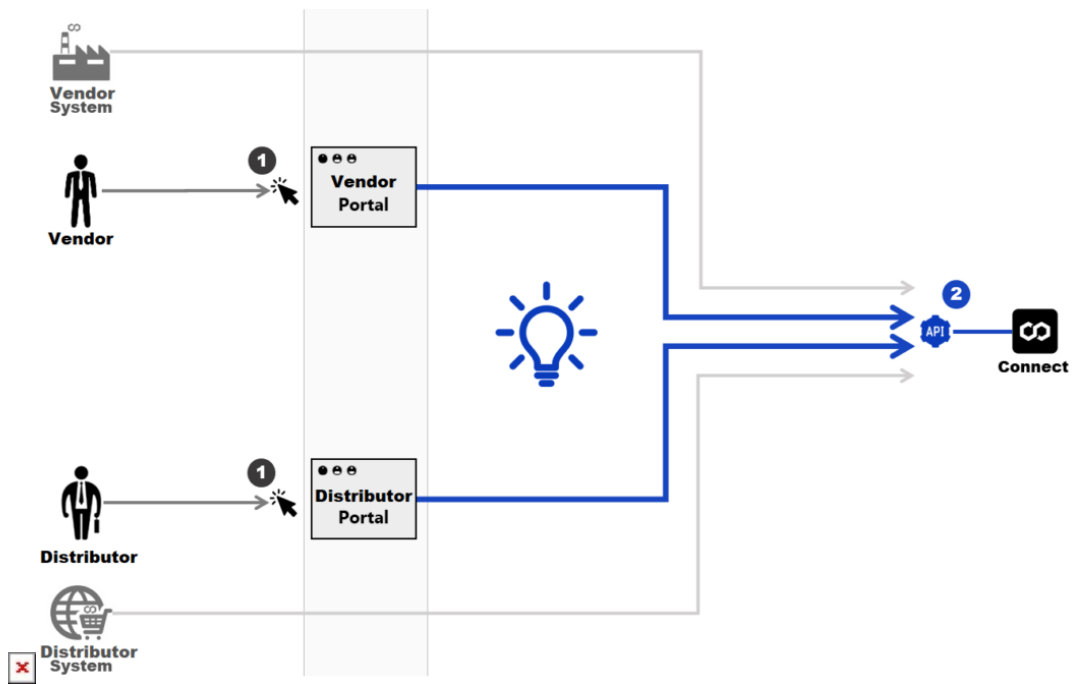 Vendor
System
1
Vendor
Portal
Vendor
2
API
Connect
1
Distributor
Portal
Distributor
Distributor
System